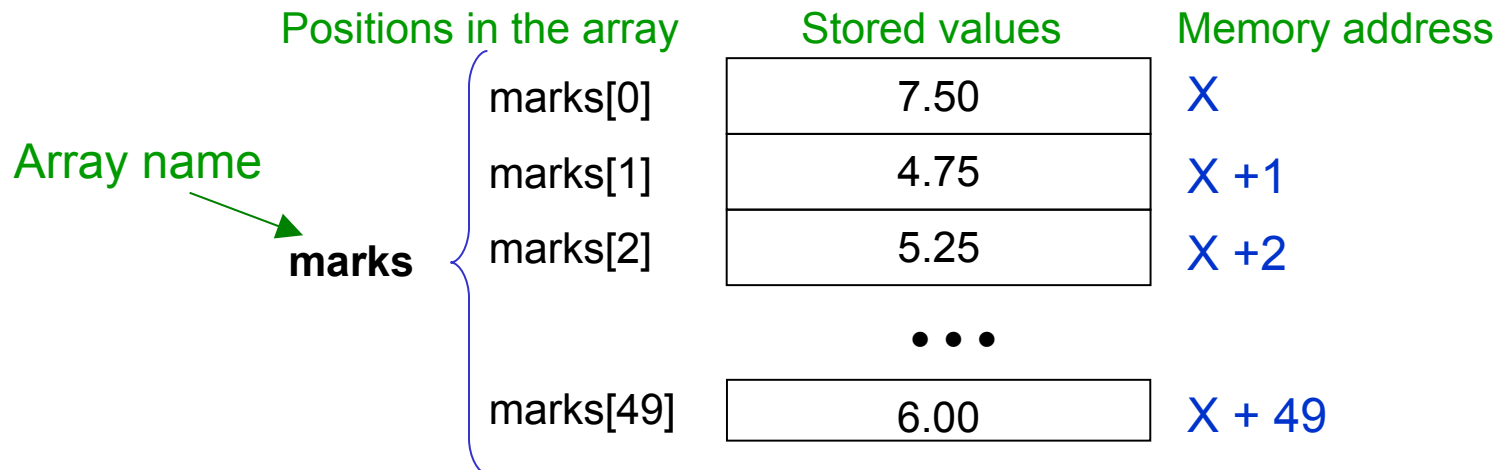 Positions in the array Stored values Memory address
marks[0] 7.50 X
Array name
marks[1] 4.75 X +1
marks
marks[2] 5.25 X +2
•••
marks[49] 6.00 X + 49